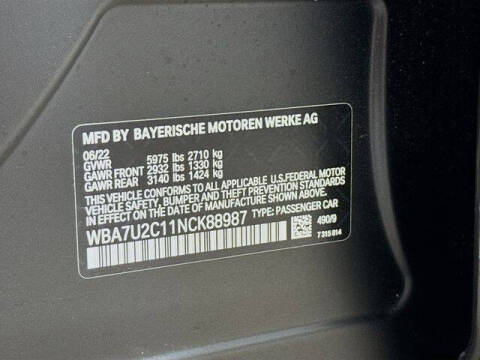 MFD BY BAYERISCHE MOTOREN WERKE AG
06/22
GVWR 5975 lbs 2710 kg
GAWR FRONT 2932 lbs 1330 kg
GAWR REAR 3140 lbs 1424 kg
THIS VEHICLE CONFORMS TO ALL APPLICABLE U.S.FEDERAL MOTOR
VEHICLE SAFETY, BUMPER AND THEFT PREVENTION STANDARDS
IN EFFECT ON THE DATE OF MANUFACTURE SHOWN ABOVE.
WBA7U2C11NCK88987 TYPE: PASSENGER CAR
490/9
7 315 814